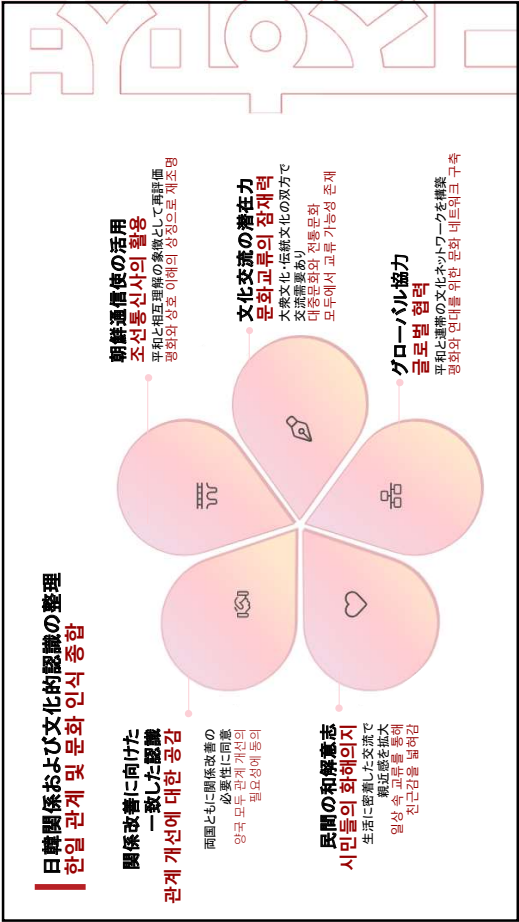 日韓関係および文化的認識の整理
한일 관계 및 문화 인식 종합
関係改善に向けた
一致した認識
관계 개선에 대한 공감
両国ともに関係改善の
必要性に同意
양국 모두 관계 개선의
필요성에 동의
朝鮮通信使の活用
조선통신사의 활용
平和と相互理解の象徴として再評価
평화와 상호 이해의 상징으로 재조명
文化交流の潜在力
문화교류의 잠재력
大衆文化・伝統文化の双方で
交流需要あり
대중문화와 전통문화
모두에서 교류 가능성 존재
グローバル協力
글로벌 협력
平和と連帯の文化ネットワークを構築
평화와 연대를 위한 문화 네트워크 구축
民間の和解意志
시민들의 화해의지
生活に密着した交流で
親近感を拡大
일상 속 교류를 통해
친근감을 넓혀감